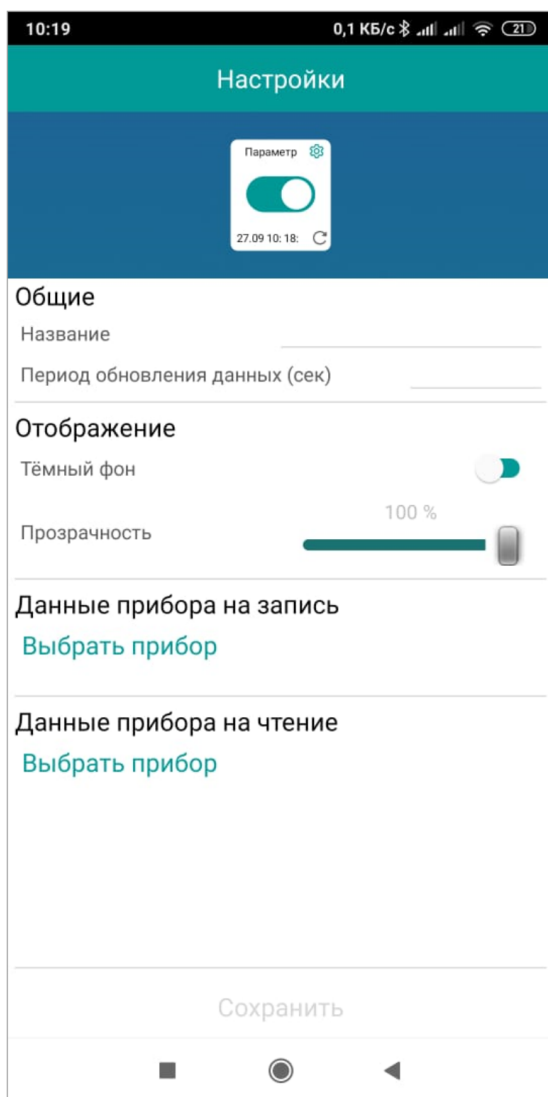 10:19 0,1 КБ/с 21
Настройки
Параметр
27.09 10:18:
Общие
Название
Период обновления данных (сек)
Отображение
Тёмный фон
100 %
Прозрачность
Данные прибора на запись
Выбрать прибор
Данные прибора на чтение
Выбрать прибор
Сохранить